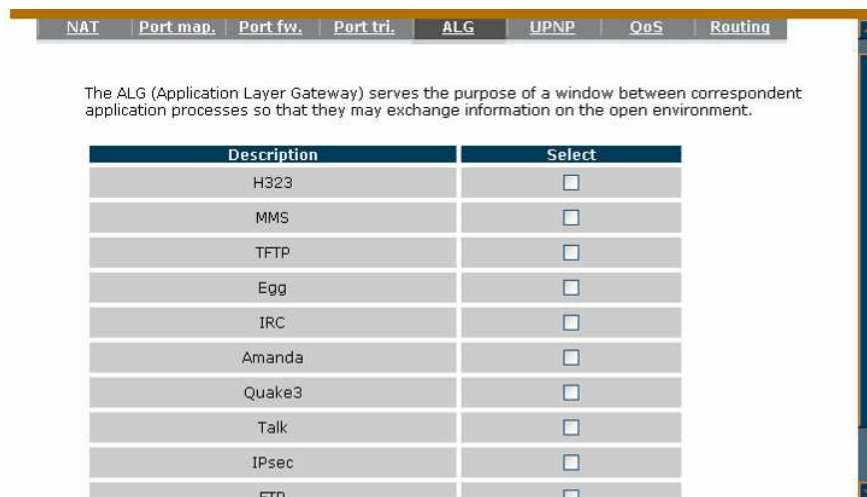 NAT Port map. Port fw. Port tri. ALG UPNP QoS Routing
The ALG (Application Layer Gateway) serves the purpose of a window between correspondent
application processes so that they may exchange information on the open environment.
Description Select
H323
MMS
TFTP
Egg
IRC
Amanda
Quake3
Talk
IPsec
FTP